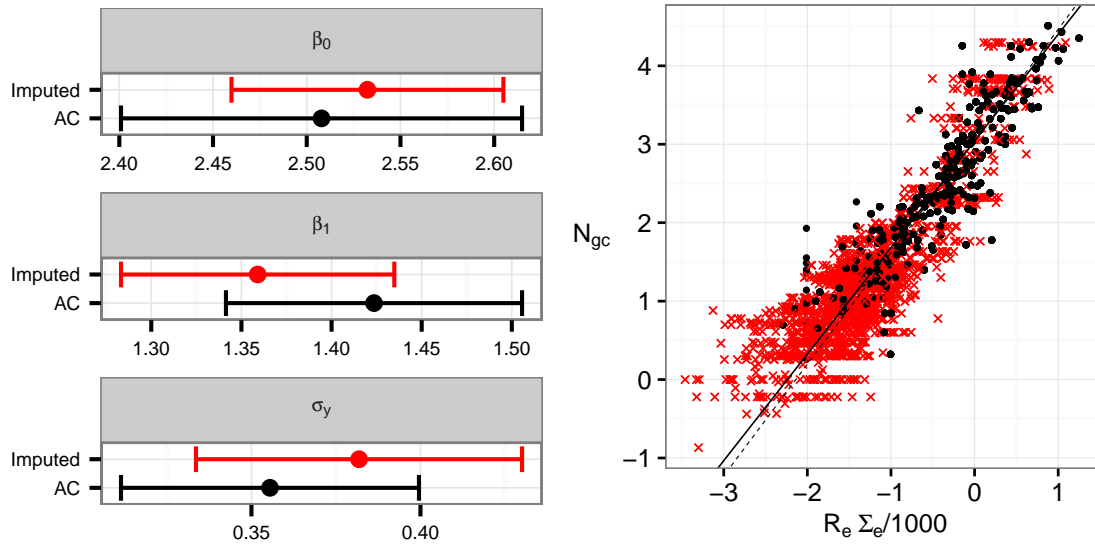 β0
Imputed
AC
2.40 2.45 2.50 2.55 2.60
β1
Imputed
AC
1.30 1.35 1.40 1.45 1.50
σy
Imputed
AC
0.35 0.40
4
3
Ngc
2
1
0
−1
−3 −2 −1 0 1
Re Σe/1000